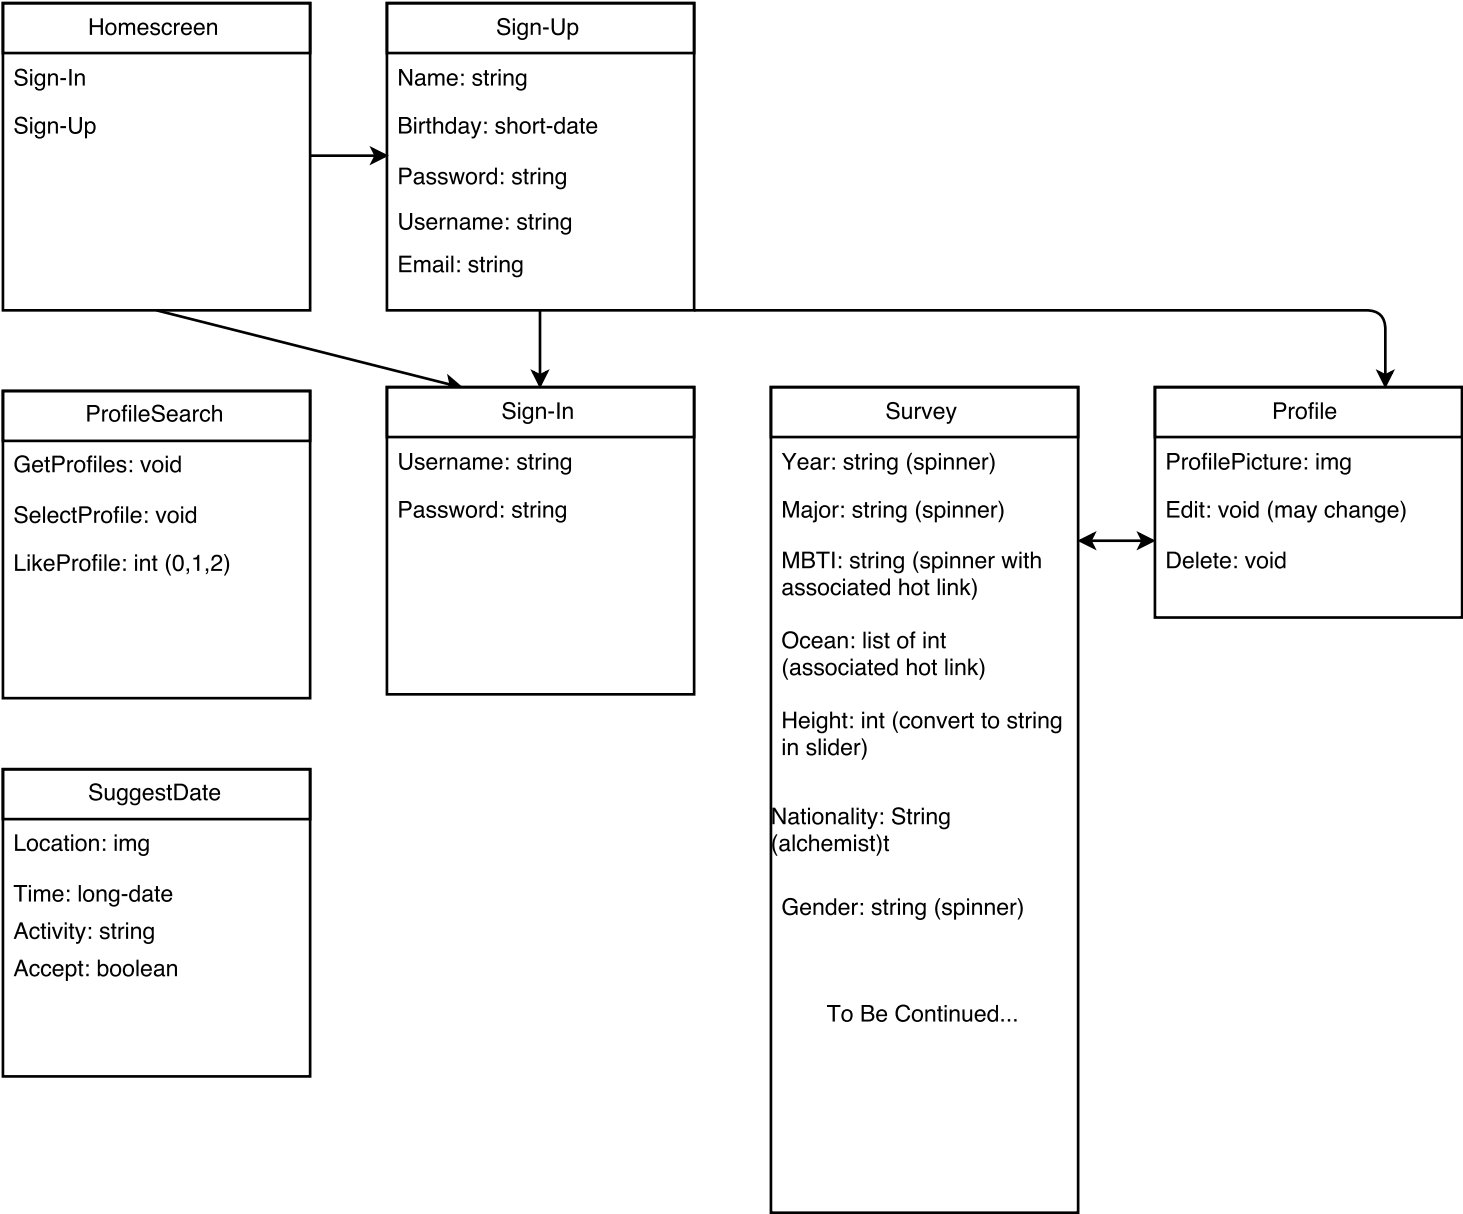 Homescreen
Sign-In
Sign-Up
Sign-Up
Name: string
Birthday: short-date
Password: string
Username: string
Email: string
ProfileSearch
GetProfiles: void
SelectProfile: void
LikeProfile: int (0,1,2)
Sign-In
Username: string
Password: string
Survey
Year: string (spinner)
Major: string (spinner)
MBTI: string (spinner with
associated hot link)
Ocean: list of int
(associated hot link)
Height: int (convert to string
in slider)
Nationality: String
(alchemist)t
Gender: string (spinner)
To Be Continued...
Profile
ProfilePicture: img
Edit: void (may change)
Delete: void
SuggestDate
Location: img
Time: long-date
Activity: string
Accept: boolean